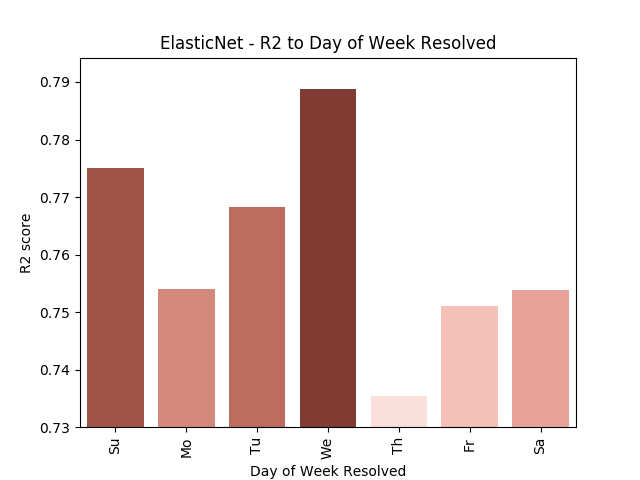 ElasticNet - R2 to Day of Week Resolved
0.79
0.78
0.77
0.76
0.75
0.74
0.73
R2 score
Su
Mo
Tu
We
Th
Fr
Sa
Day of Week Resolved